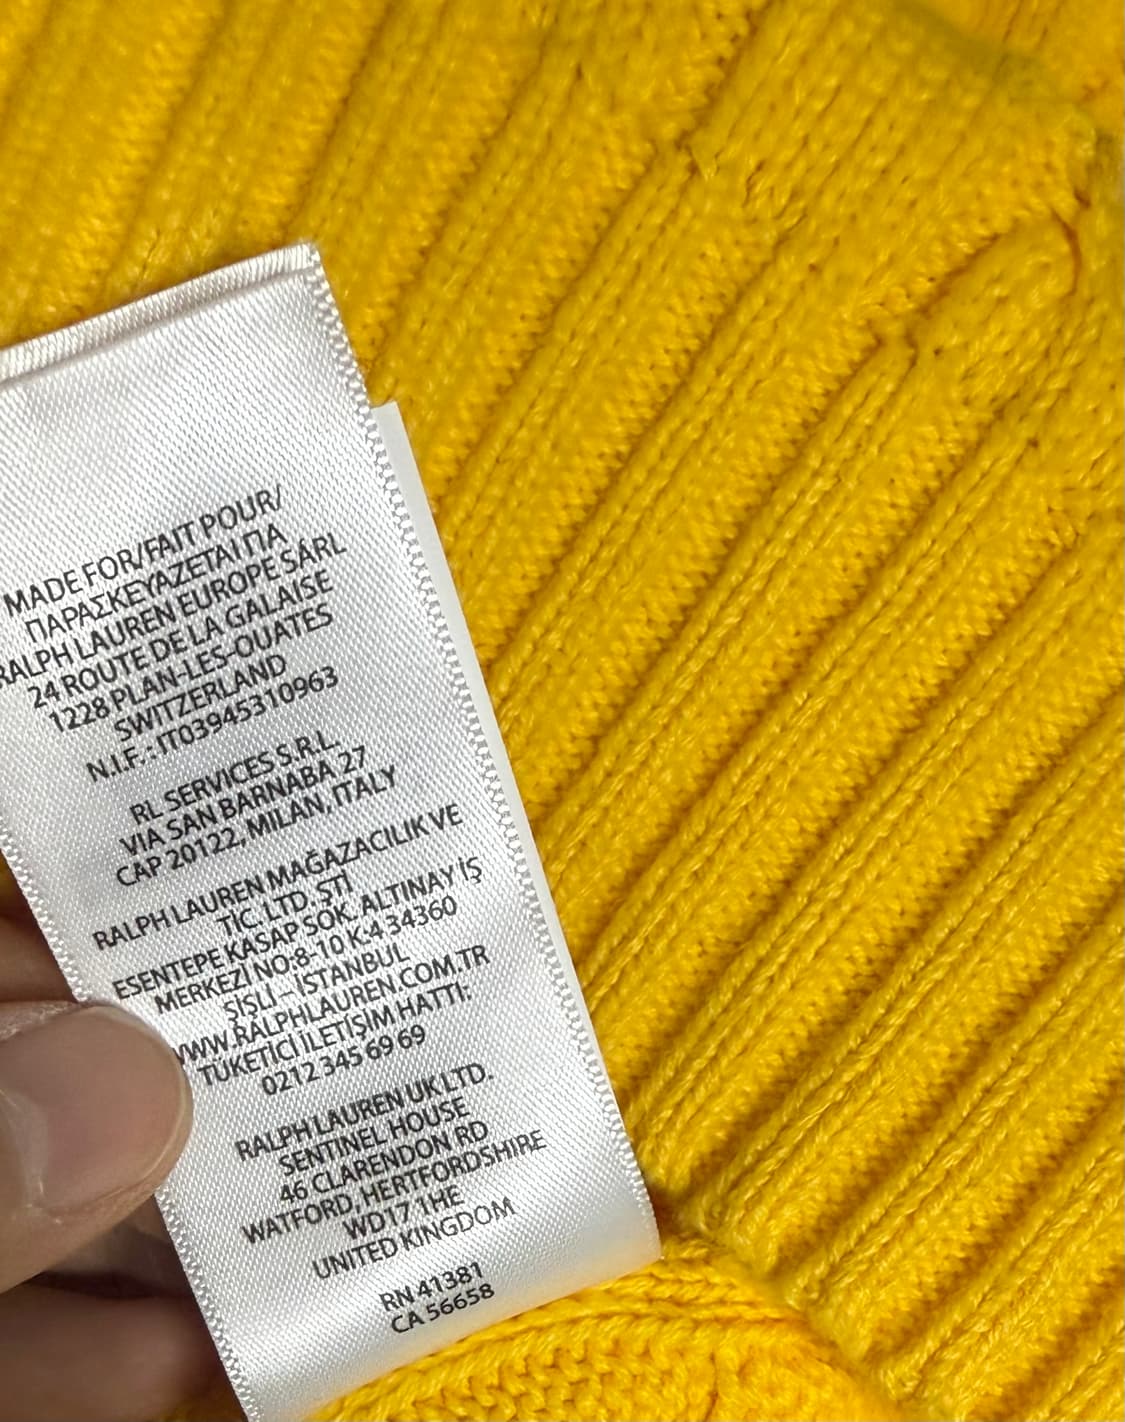 MADE FOR/FAIT POUR/
ΠΑΡΑΣΚΕΥΑΖΕΤΑΙ ΓΙΑ
RALPH LAUREN EUROPE SÀRL
24 ROUTE DE LA GALAISE
1228 PLAN-LES-OUATES
SWITZERLAND
N.I.F. : IT03945310963
RL SERVICES S.R.L.
VIA SAN BARNABA 27
CAP 20122, MILAN, ITALY
RALPH LAUREN MAĞAZACILIK VE
TİC. LTD. ŞTİ
ESENTEPE KASAP SOK. ALTINAY İŞ
MERKEZİ NO:8-10 K:4 34360
ŞİŞLİ – İSTANBUL
WWW.RALPHLAUREN.COM.TR
TÜKETİCİ İLETİŞİM HATTI:
0212 345 69 69
RALPH LAUREN UK LTD.
SENTINEL HOUSE
46 CLARENDON RD
WATFORD, HERTFORDSHIRE
WD17 1HE
UNITED KINGDOM
RN 41381
CA 56658